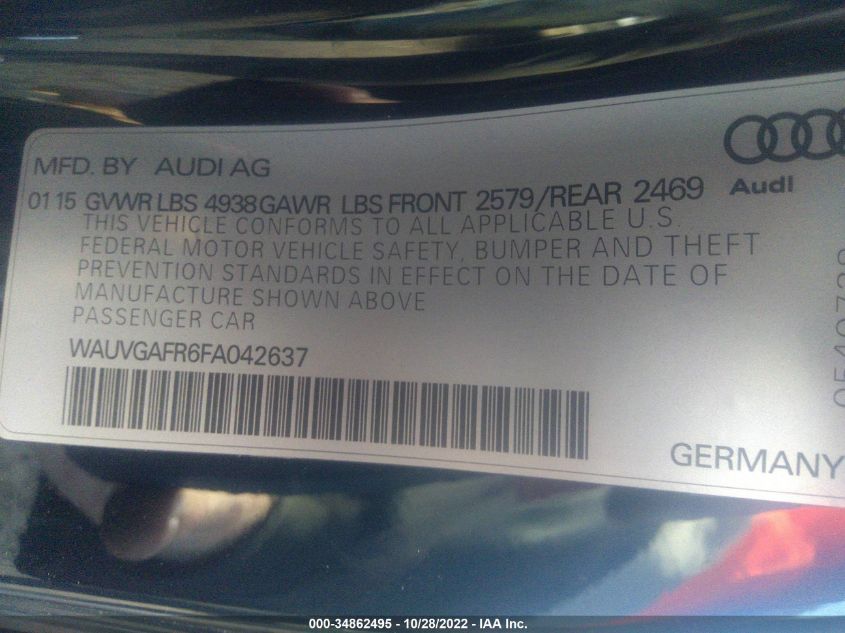 MFD. BY AUDI AG
Audi
01 15 GVWR LBS 4938 GAWR LBS FRONT 2579/REAR 2469
THIS VEHICLE CONFORMS TO ALL APPLICABLE U.S.
FEDERAL MOTOR VEHICLE SAFETY, BUMPER AND THEFT
PREVENTION STANDARDS IN EFFECT ON THE DATE OF
MANUFACTURE SHOWN ABOVE
PASSENGER CAR
WAUVGAFR6FA042637
GERMANY
000-34862495 - 10/28/2022 - IAA Inc.